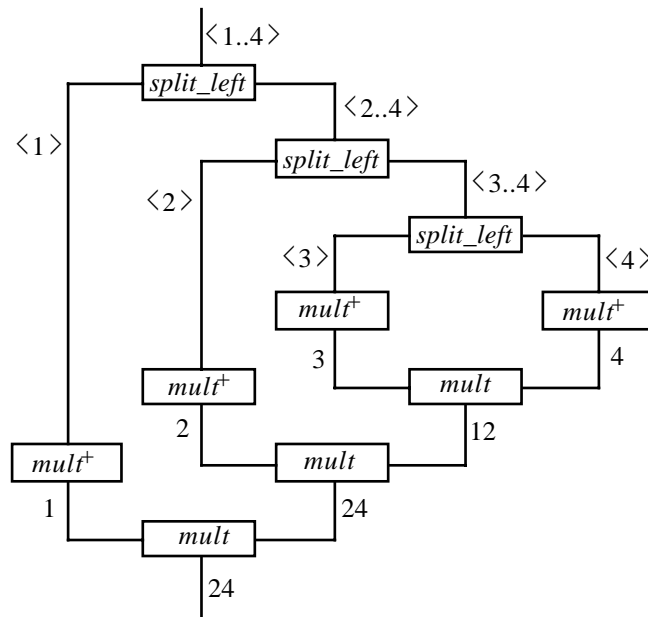 <1..4>
split_left
<1>
<2..4>
split_left
<2>
<3..4>
split_left
<3>
<4>
mult⁺
mult⁺
3
4
mult⁺
mult
2
12
mult⁺
mult
1
24
mult
24